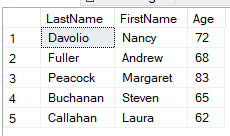 LastName FirstName Age
1 Davolio Nancy 72
2 Fuller Andrew 68
3 Peacock Margaret 83
4 Buchanan Steven 65
5 Callahan Laura 62